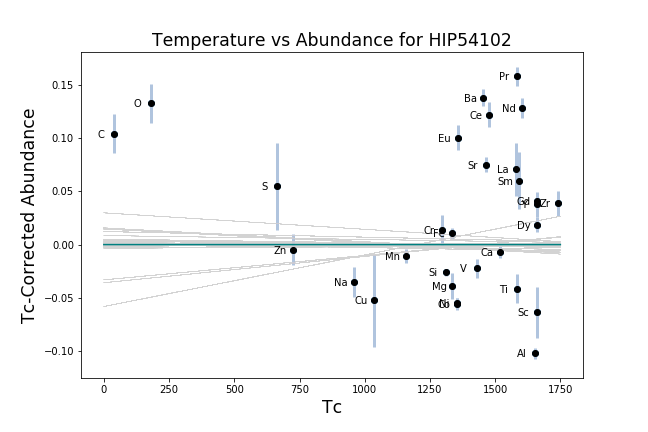 Temperature vs Abundance for HIP54102
Tc-Corrected Abundance
0.15
0.10
0.05
0.00
−0.05
−0.10
C
O
S
Zn
Na
Cu
Mn
Cr
Fe
Si
Mg
Co
V
Eu
Sr
Ba
Ce
Pr
Nd
La
Sm
Gd
Zr
Dy
Ca
Ti
Sc
Al
0
250
500
750
1000
1250
1500
1750
Tc